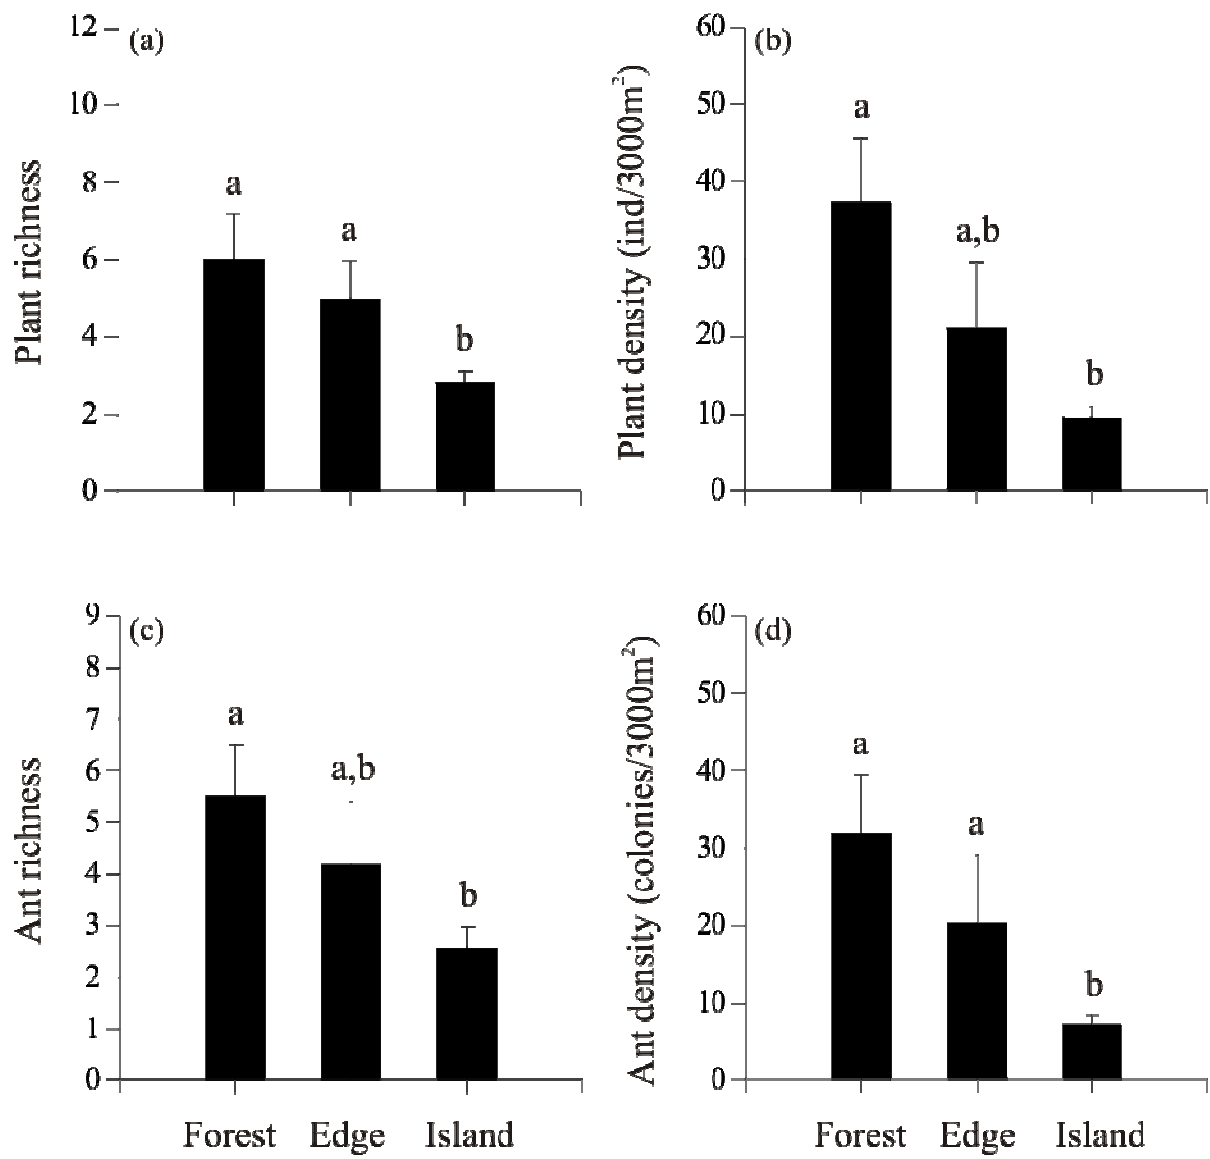 (a)
Plant richness
12
10
8
6
4
2
0
a
a
b
(b)
Plant density (ind/3000m²)
60
50
40
30
20
10
0
a
a,b
b
(c)
Ant richness
9
8
7
6
5
4
3
2
1
0
a
a,b
b
Forest Edge Island
(d)
Ant density (colonies/3000m²)
60
50
40
30
20
10
0
a
a
b
Forest Edge Island